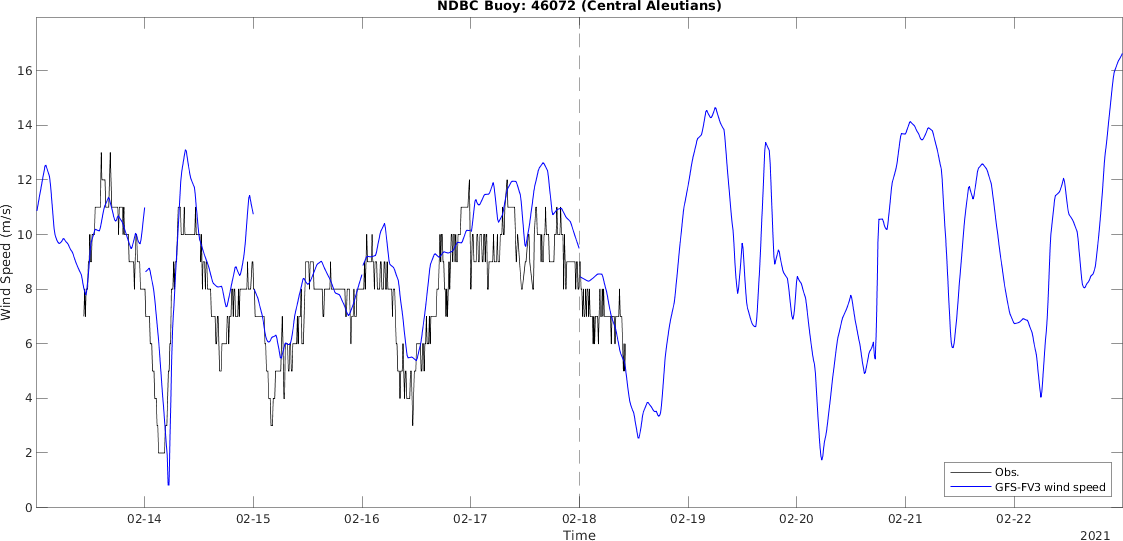 NDBC Buoy: 46072 (Central Aleutians)
Wind Speed (m/s)
16
14
12
10
8
6
4
2
0
02-14 02-15 02-16 02-17 02-18 02-19 02-20 02-21 02-22
Time
2021
Obs.
GFS-FV3 wind speed